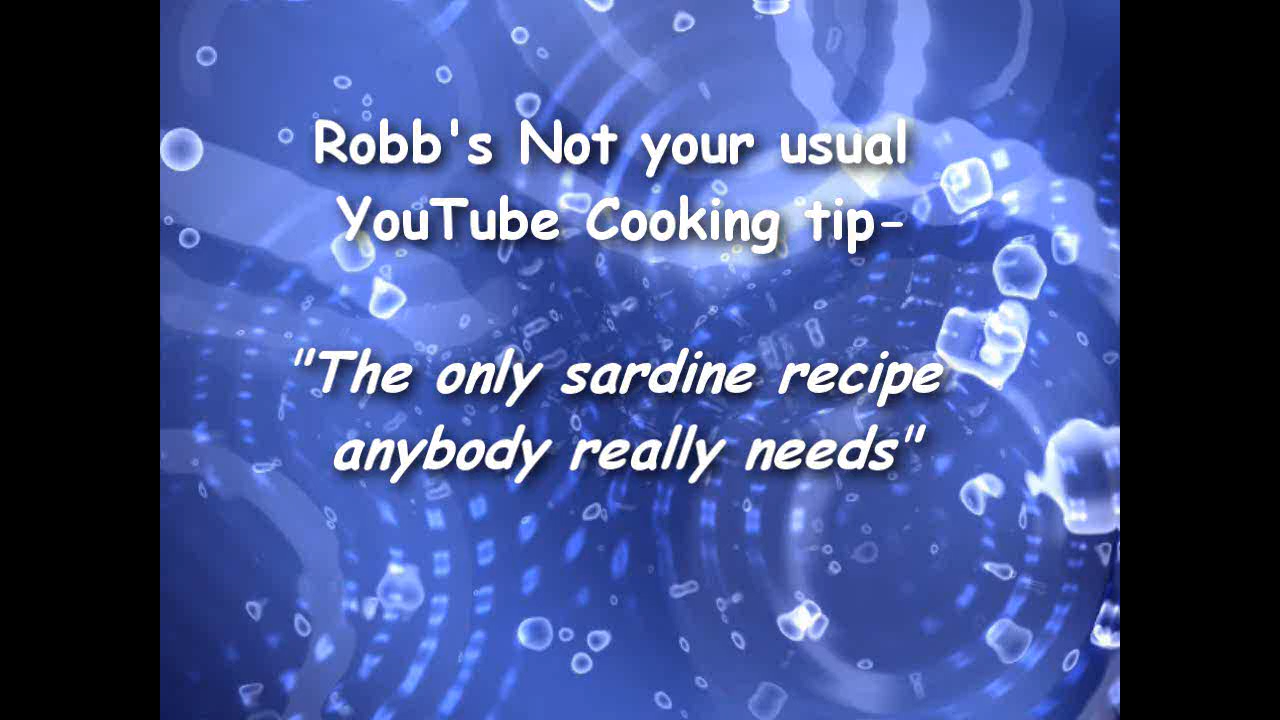 Robb's Not your usual
YouTube Cooking tip-
"The only sardine recipe
anybody really needs"